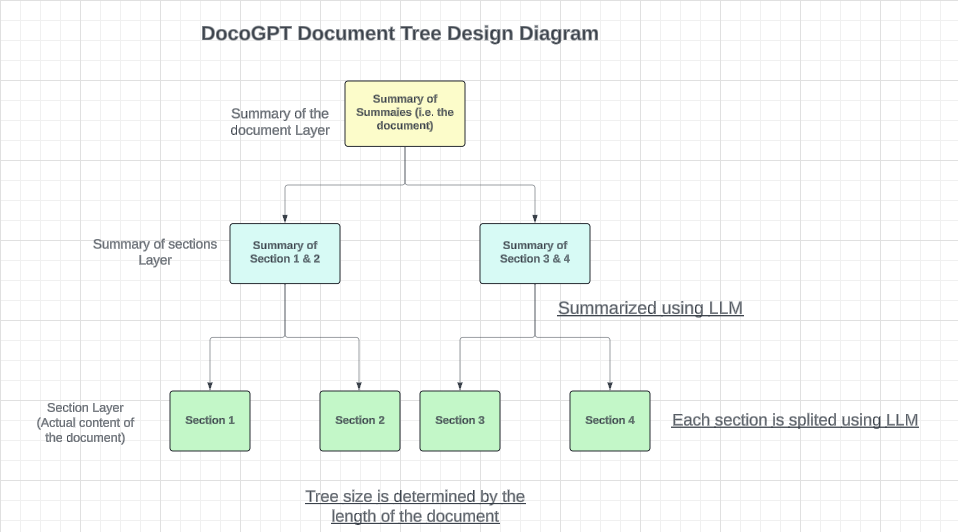 DocoGPT Document Tree Design Diagram
Summary of
Summaies (i.e. the
document)
Summary of the
document Layer
Summary of sections
Layer
Summary of
Section 1 & 2
Summary of
Section 3 & 4
Summarized using LLM
Section Layer
(Actual content of
the document)
Section 1
Section 2
Section 3
Section 4
Each section is splited using LLM
Tree size is determined by the
length of the document